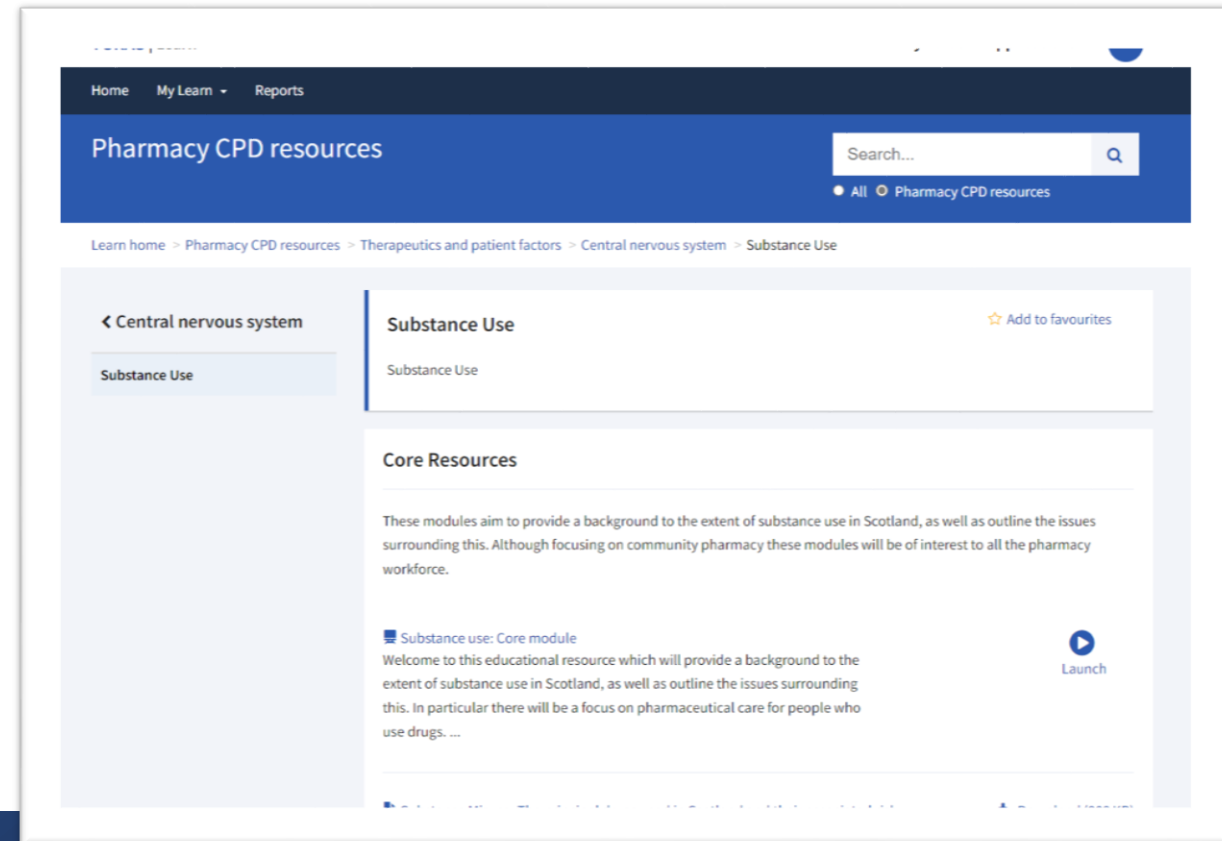 Home My Learn Reports
Pharmacy CPD resources
Search...
All Pharmacy CPD resources
Learn home > Pharmacy CPD resources > Therapeutics and patient factors > Central nervous system > Substance Use
Central nervous system
Substance Use
Substance Use
Add to favourites
Substance Use
Core Resources
These modules aim to provide a background to the extent of substance use in Scotland, as well as outline the issues
surrounding this. Although focusing on community pharmacy these modules will be of interest to all the pharmacy
workforce.
Substance use: Core module
Welcome to this educational resource which will provide a background to the
extent of substance use in Scotland, as well as outline the issues surrounding
this. In particular there will be a focus on pharmaceutical care for people who
use drugs. ...
Launch